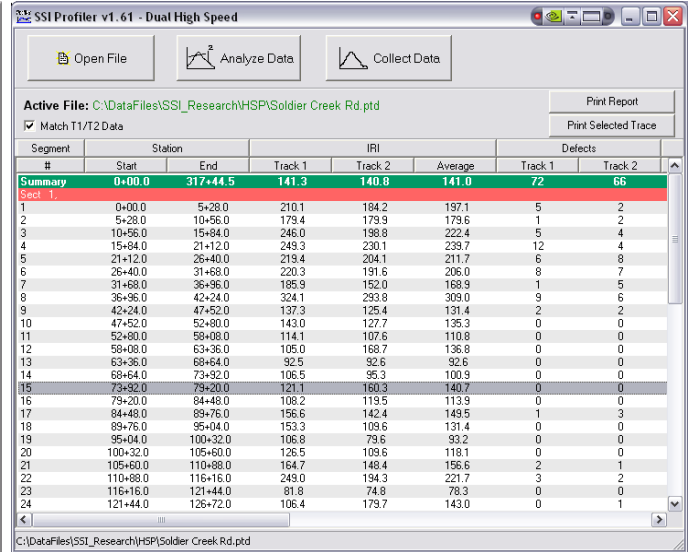 SSI Profiler v1.61 - Dual High Speed
Open File Analyze Data Collect Data
Active File: C:\DataFiles\SSI_Research\HSP\Soldier Creek Rd.ptd Print Report
Match T1/T2 Data Print Selected Trace
Segment Station IRI Defects
# Start End Track 1 Track 2 Average Track 1 Track 2
Summary 0+00.0 317+44.5 141.3 140.8 141.0 72 66
Sect 1,
1 0+00.0 5+28.0 210.1 184.2 197.1 5 2
2 5+28.0 10+56.0 179.4 179.9 179.6 1 2
3 10+56.0 15+84.0 246.0 198.8 222.4 5 4
4 15+84.0 21+12.0 249.3 230.1 239.7 12 4
5 21+12.0 26+40.0 219.4 204.1 211.7 6 8
6 26+40.0 31+68.0 220.3 191.6 206.0 8 7
7 31+68.0 36+96.0 185.9 152.0 168.9 1 5
8 36+96.0 42+24.0 324.1 293.8 309.0 9 6
9 42+24.0 47+52.0 137.3 125.4 131.4 2 2
10 47+52.0 52+80.0 143.0 127.7 135.3 0 0
11 52+80.0 58+08.0 114.1 107.6 110.8 0 0
12 58+08.0 63+36.0 105.0 168.7 136.8 0 0
13 63+36.0 68+64.0 92.5 92.6 92.6 0 0
14 68+64.0 73+92.0 106.5 95.3 100.9 0 0
15 73+92.0 79+20.0 121.1 160.3 140.7 0 0
16 79+20.0 84+48.0 108.2 119.5 113.9 0 0
17 84+48.0 89+76.0 156.6 142.4 149.5 1 3
18 89+76.0 95+04.0 153.3 109.6 131.4 0 0
19 95+04.0 100+32.0 106.8 79.6 93.2 0 0
20 100+32.0 105+60.0 126.5 109.6 118.1 0 0
21 105+60.0 110+88.0 164.7 148.4 156.6 2 1
22 110+88.0 116+16.0 249.0 194.3 221.7 3 2
23 116+16.0 121+44.0 81.8 74.8 78.3 0 0
24 121+44.0 126+72.0 106.4 179.7 143.0 0 1
C:\DataFiles\SSI_Research\HSP\Soldier Creek Rd.ptd